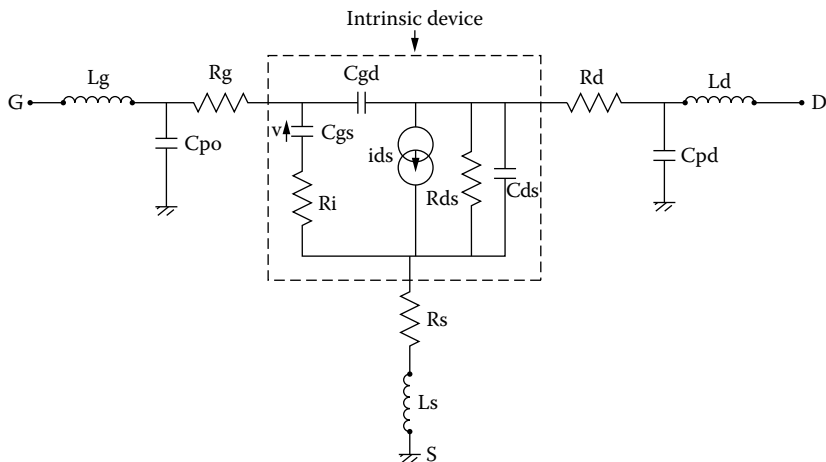 Intrinsic device
Lg
Rg
Cgd
Rd
Ld
G
D
Cpo
v
Cgs
ids
Cpd
Ri
Rds
Cds
Rs
Ls
S